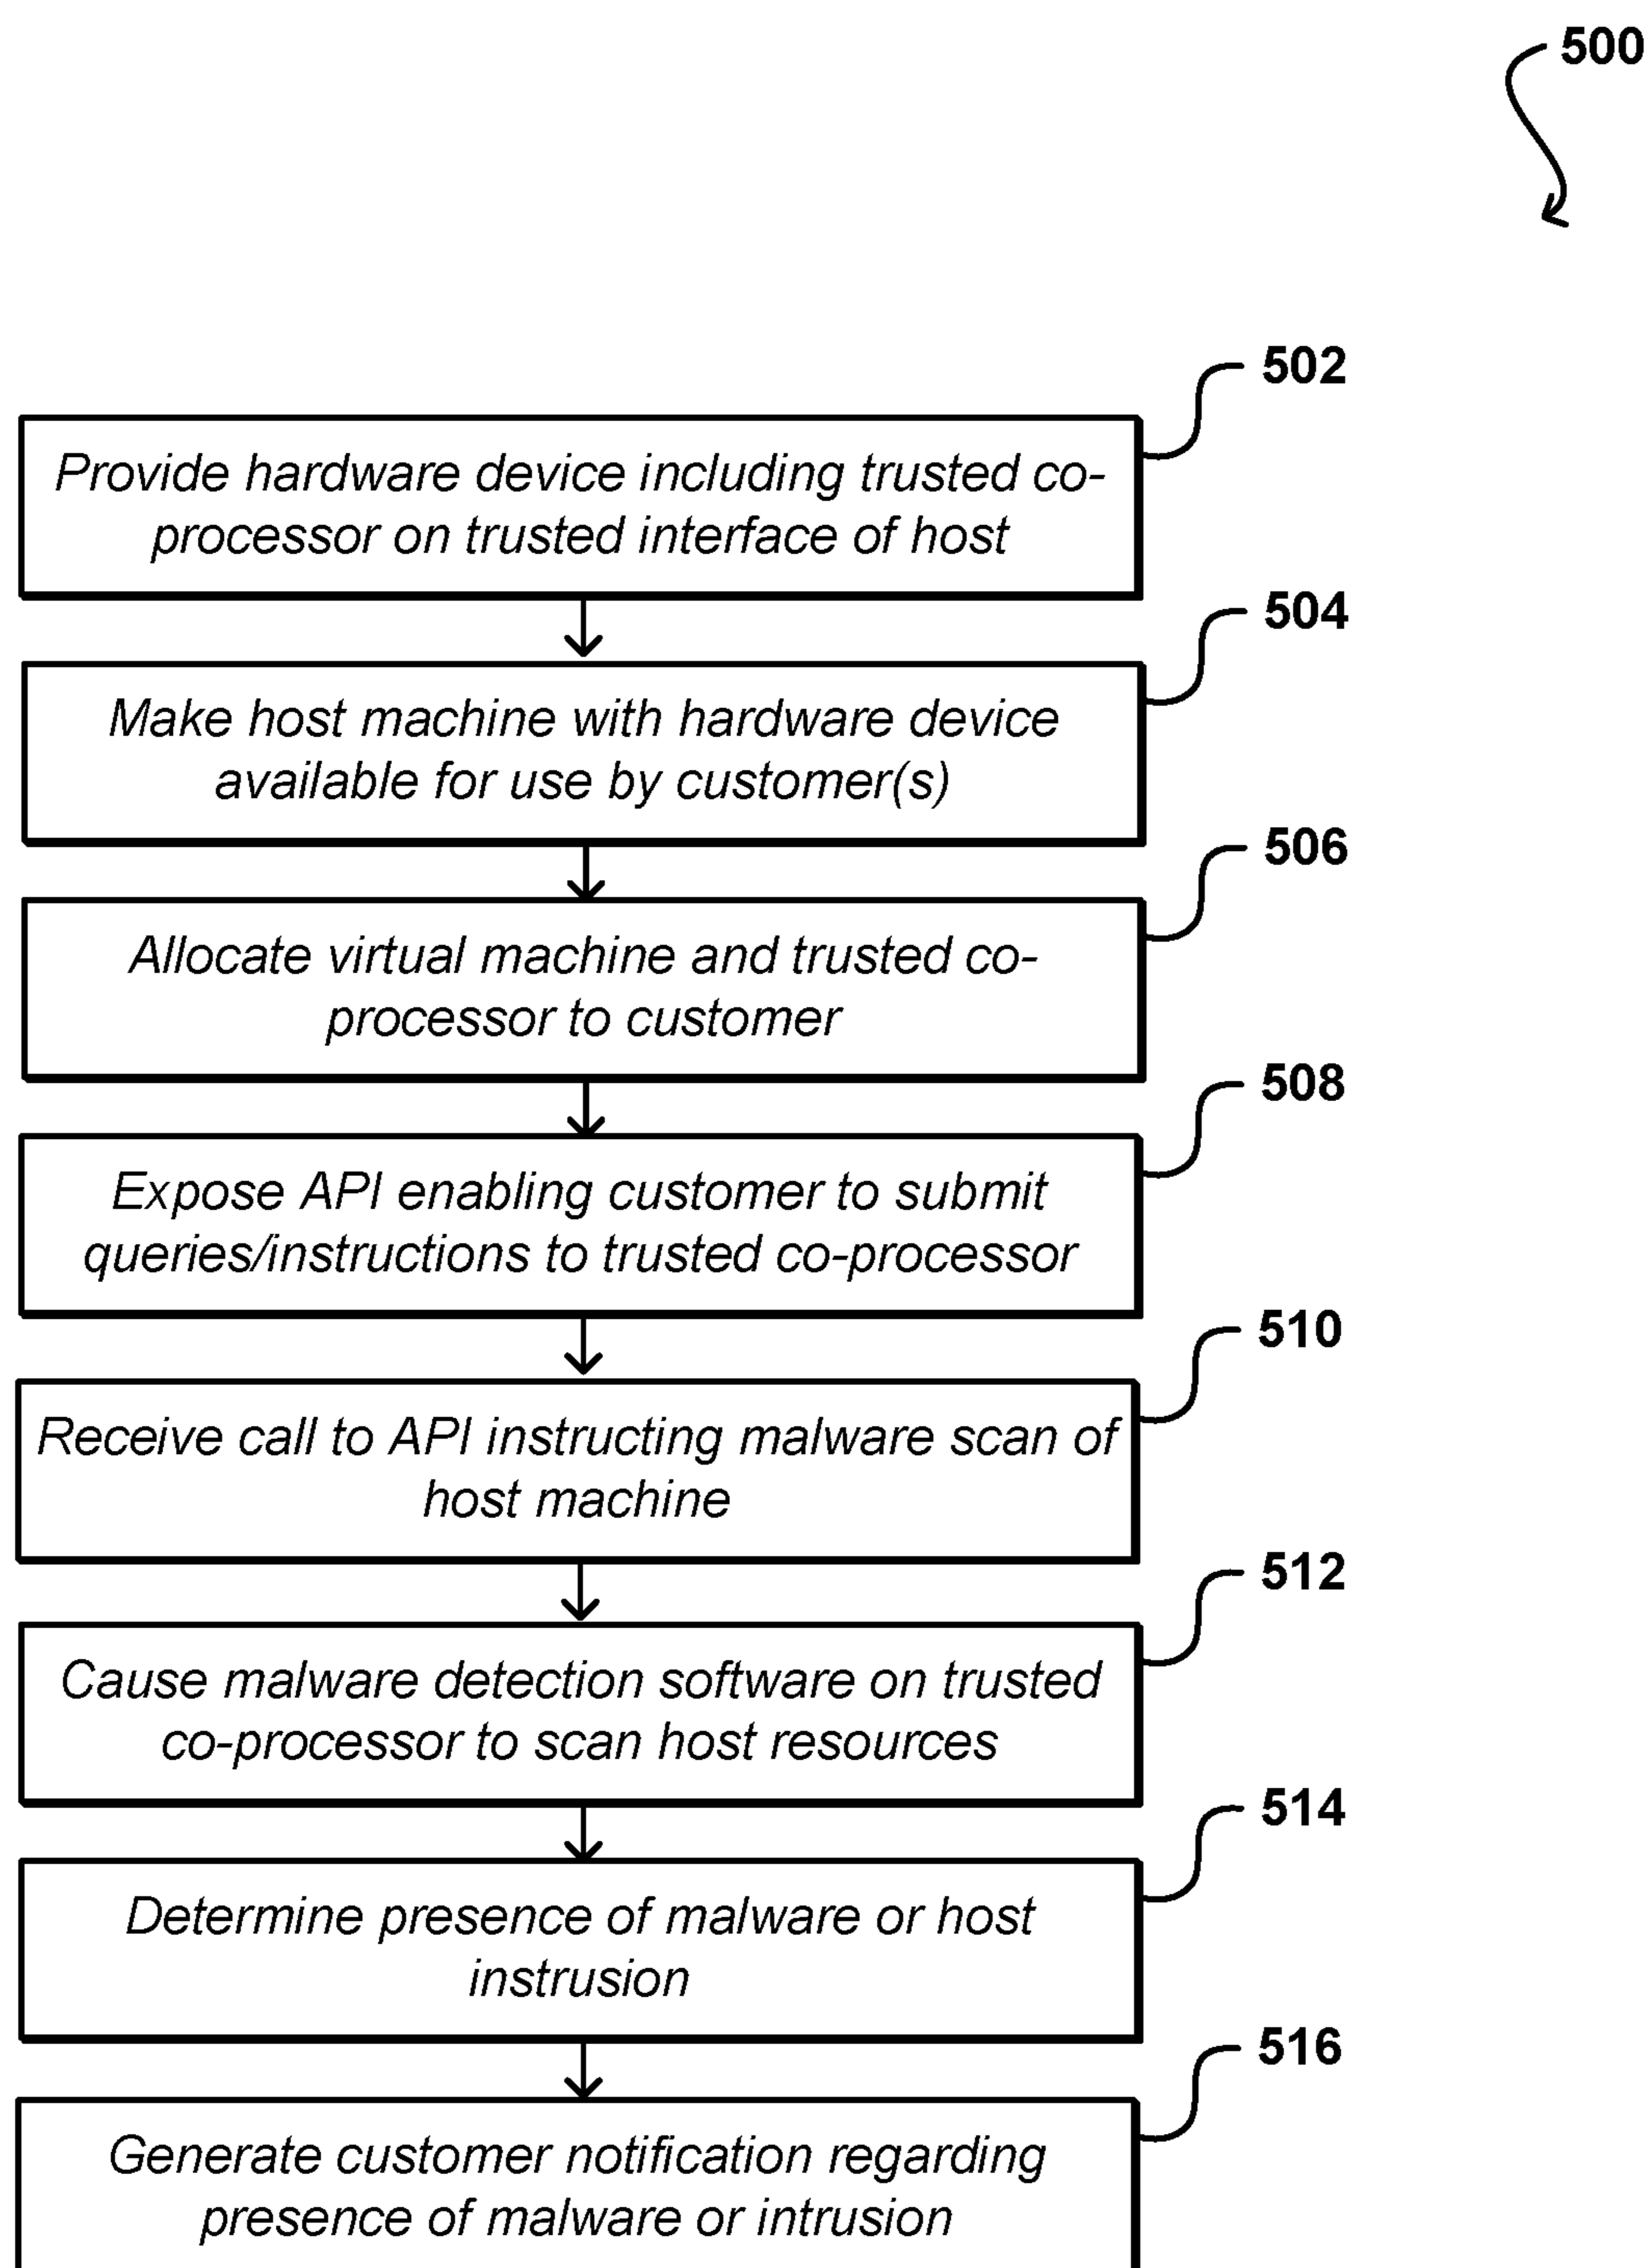 500
502
Provide hardware device including trusted co-
processor on trusted interface of host
504
Make host machine with hardware device
available for use by customer(s)
506
Allocate virtual machine and trusted co-
processor to customer
508
Expose API enabling customer to submit
queries/instructions to trusted co-processor
510
Receive call to API instructing malware scan of
host machine
512
Cause malware detection software on trusted
co-processor to scan host resources
514
Determine presence of malware or host
instrusion
516
Generate customer notification regarding
presence of malware or intrusion